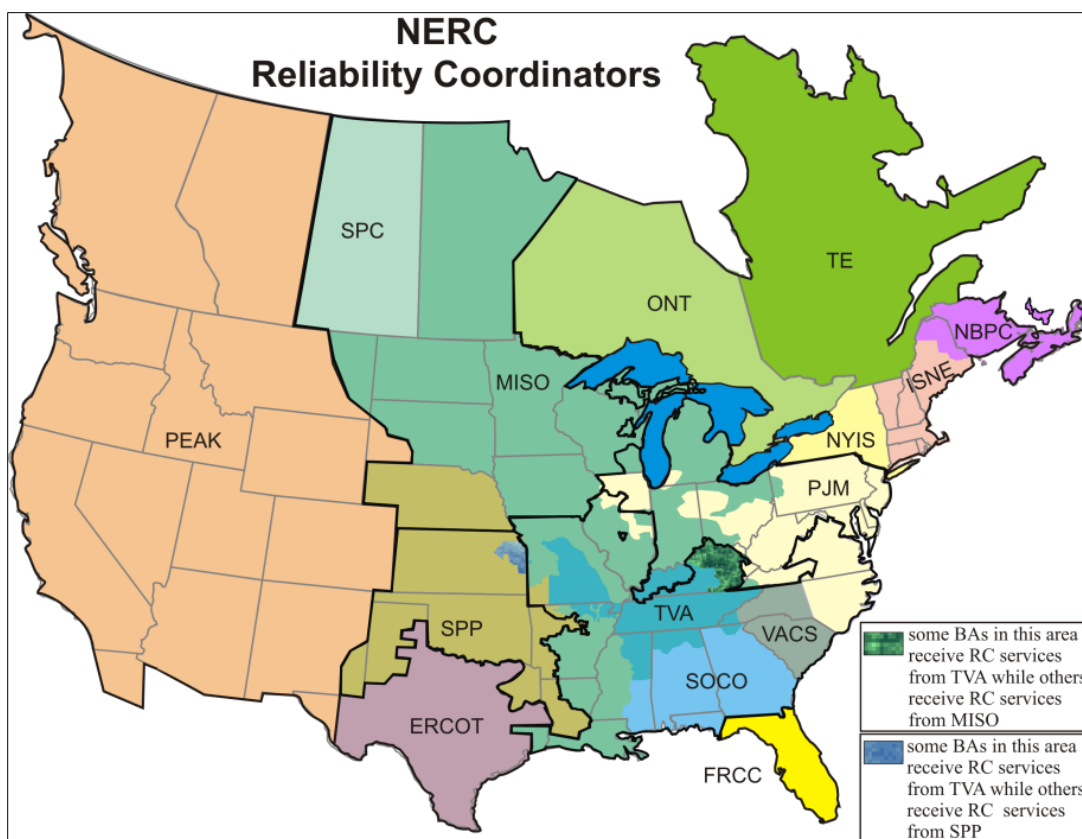 NERC
Reliability Coordinators
SPC
TE
ONT
NBPC
MISO
ISNE
PEAK
NYIS
PJM
SPP
TVA
VACS
SOCO
ERCOT
FRCC
some BAs in this area
receive RC services
from TVA while others
receive RC services
from MISO
some BAs in this area
receive RC services
from TVA while others
receive RC services
from SPP